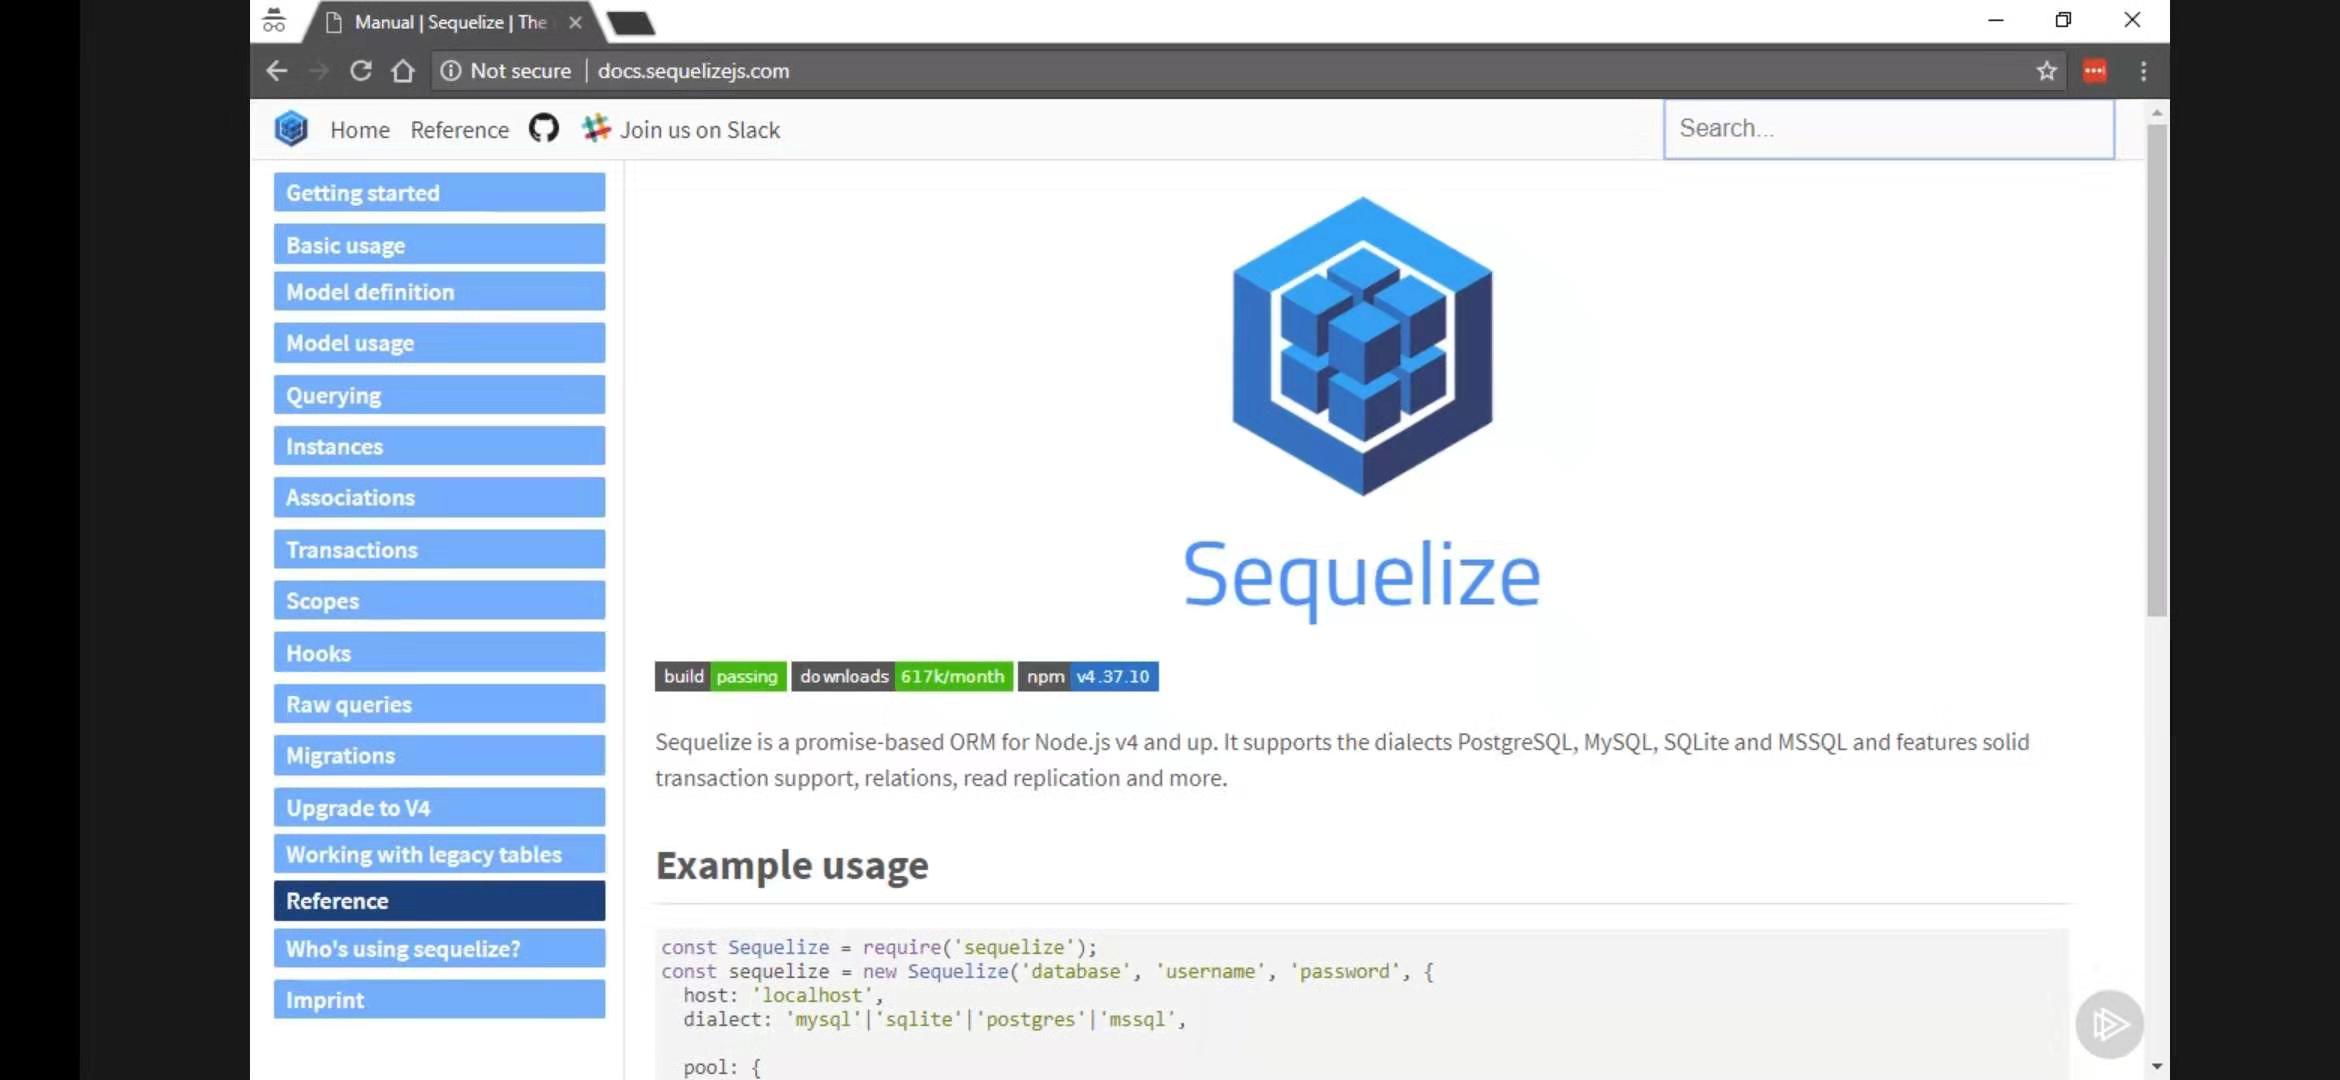 Manual | Sequelize | The
Not secure | docs.sequelizejs.com
Home Reference Join us on Slack
Search...
Getting started
Basic usage
Model definition
Model usage
Querying
Instances
Associations
Transactions
Scopes
Hooks
Raw queries
Migrations
Upgrade to V4
Working with legacy tables
Reference
Who's using sequelize?
Imprint
Sequelize
build passing downloads 617k/month npm v4.37.10
Sequelize is a promise-based ORM for Node.js v4 and up. It supports the dialects PostgreSQL, MySQL, SQLite and MSSQL and features solid
transaction support, relations, read replication and more.
Example usage
const Sequelize = require('sequelize');
const sequelize = new Sequelize('database', 'username', 'password', {
  host: 'localhost',
  dialect: 'mysql'|'sqlite'|'postgres'|'mssql',
  pool: {